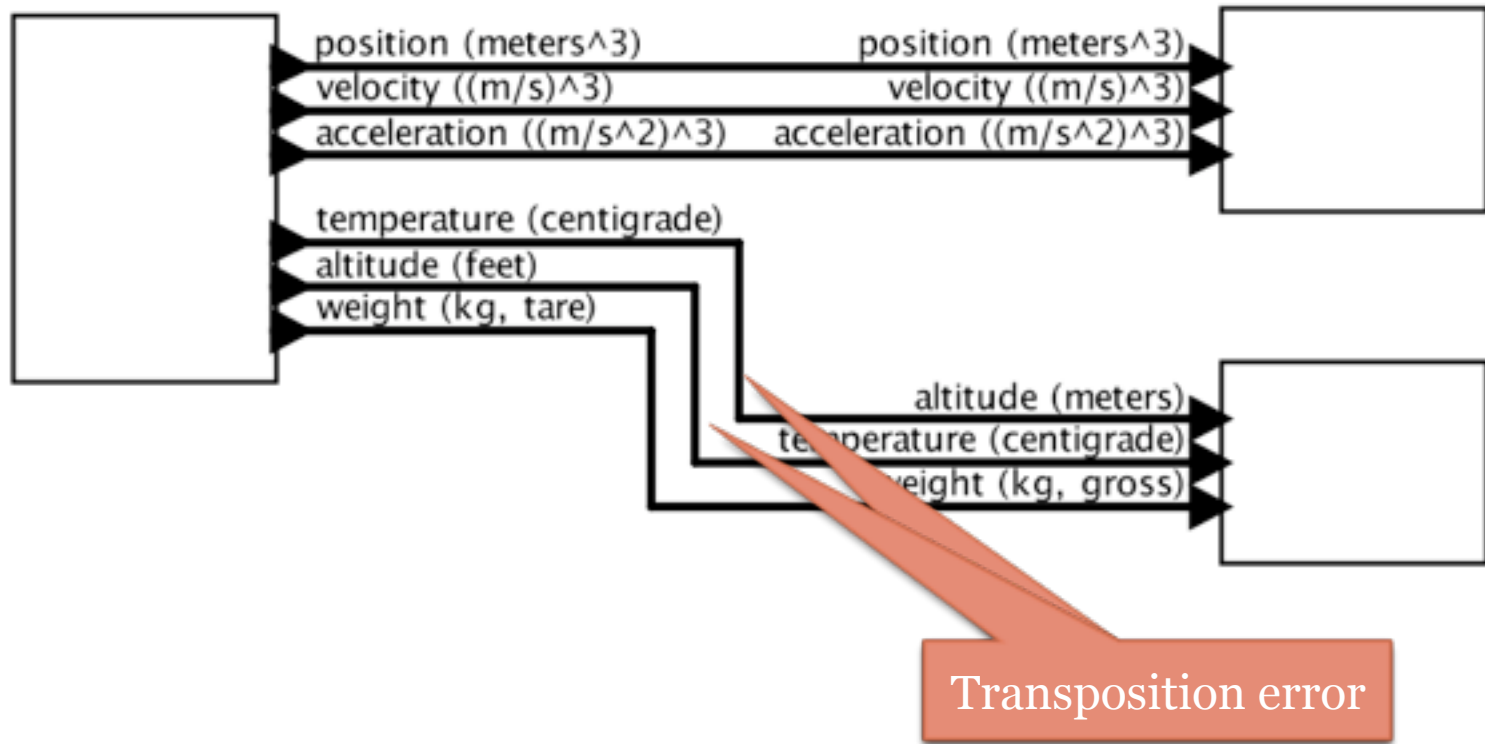 position (meters^3) position (meters^3)
velocity ((m/s)^3) velocity ((m/s)^3)
acceleration ((m/s^2)^3) acceleration ((m/s^2)^3)
temperature (centigrade)
altitude (feet)
weight (kg, tare)
altitude (meters)
temperature (centigrade)
weight (kg, gross)
Transposition error